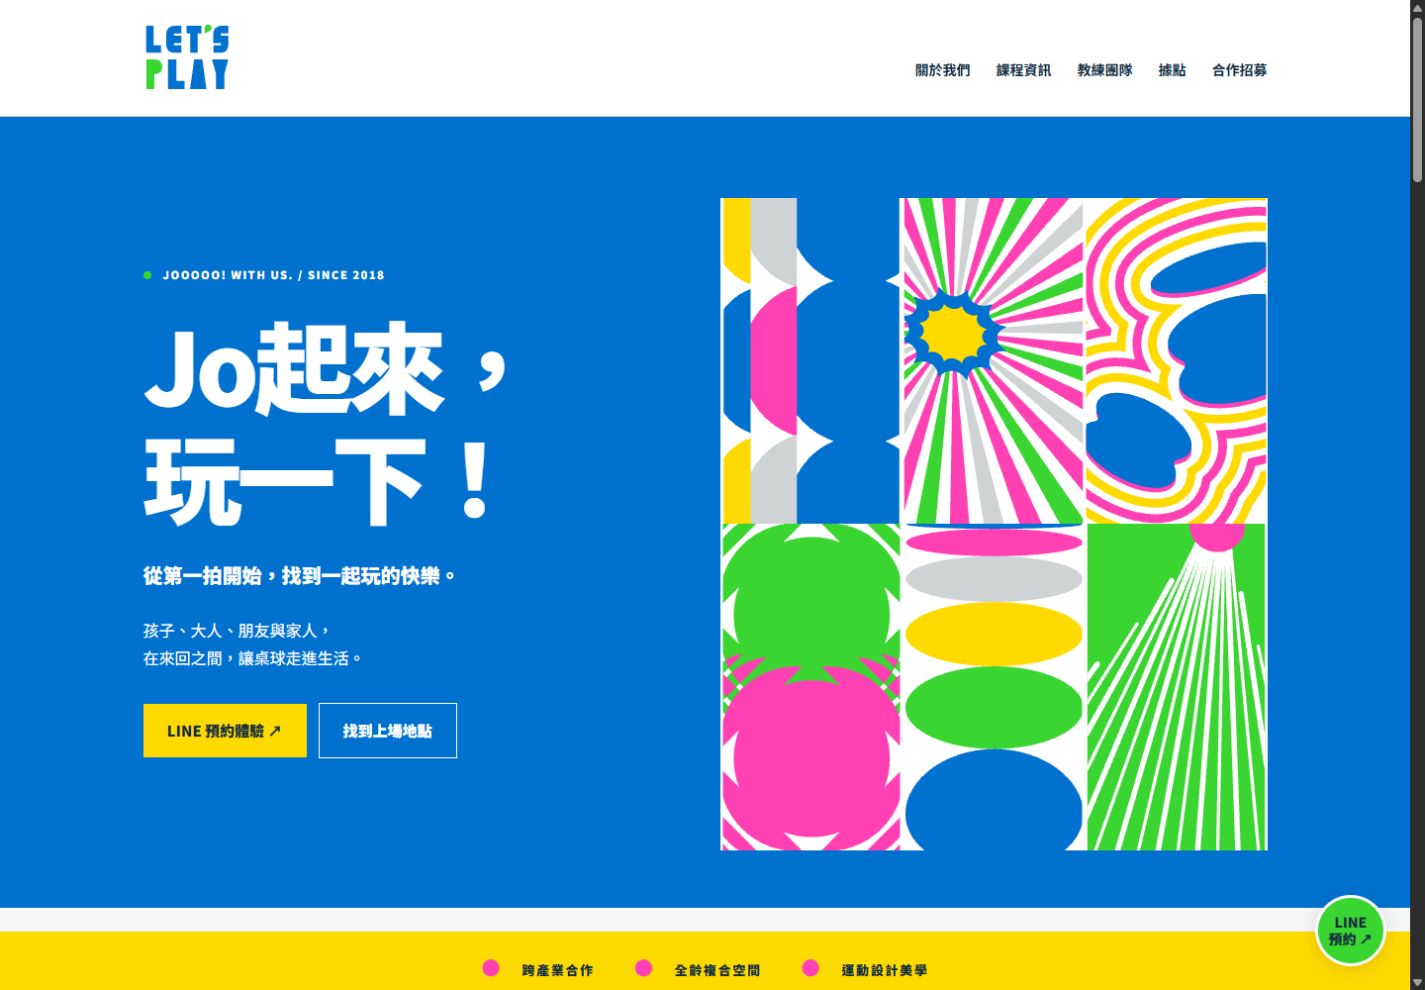 LET'S
PLAY
關於我們
課程資訊
教練團隊
據點
合作招募
JOOOOO! WITH US. / SINCE 2018
Jo起來，
玩一下！
從第一拍開始，找到一起玩的快樂。
孩子、大人、朋友與家人，
在來回之間，讓桌球走進生活。
LINE 預約體驗 ↗
找到上場地點
LINE
預約 ↗
跨產業合作
全齡複合空間
運動設計美學